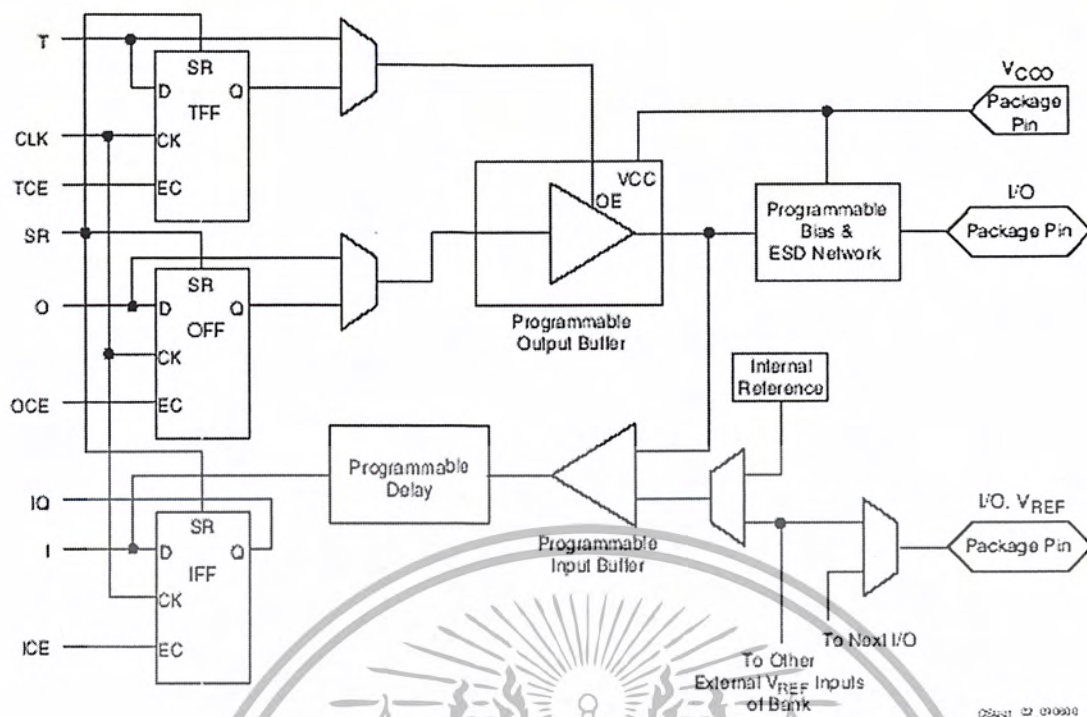 T
SR
D
Q
TFF
CLK
CK
TCE
EC
SR
SR
O
D
Q
OFF
CK
OCE
EC
IQ
SR
I
D
Q
IFF
CK
ICE
EC
VCC
OE
Programmable
Output Buffer
VCCO
Package
Pin
Programmable
Bias &
ESD Network
I/O
Package Pin
Internal
Reference
Programmable
Delay
Programmable
Input Buffer
I/O, VREF
Package Pin
To Next I/O
To Other
External VREF Inputs
of Bank